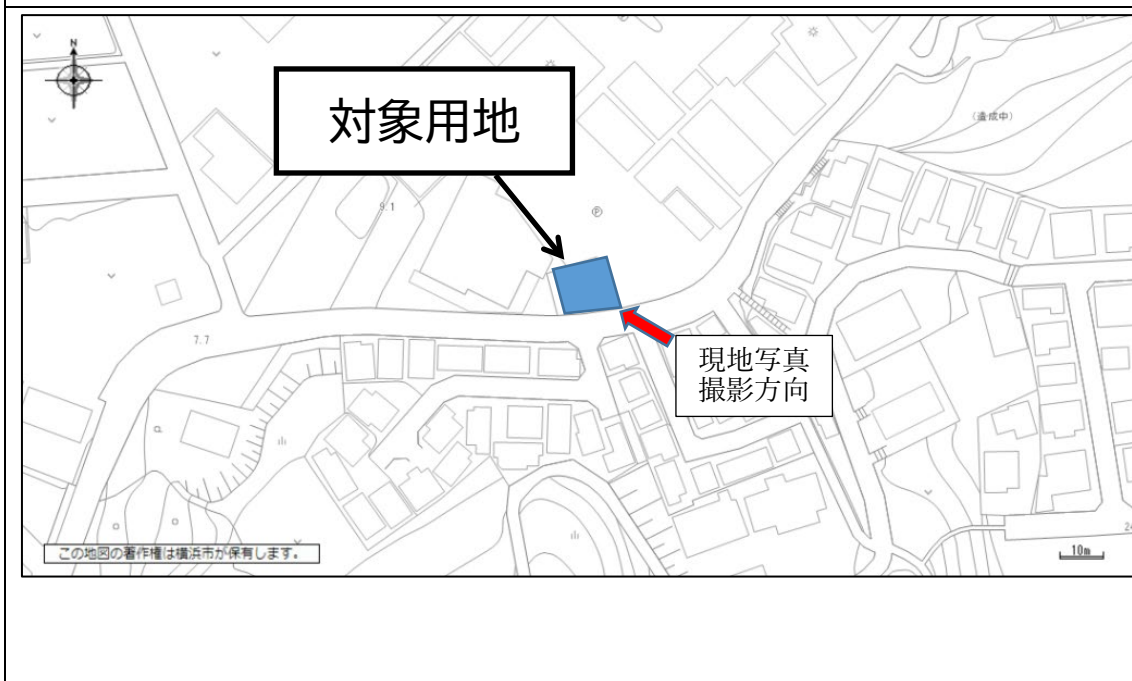 N
対象用地
(造成中)
9.1
P
7.7
現地写真
撮影方向
この地図の著作権は横浜市が保有します。
10m